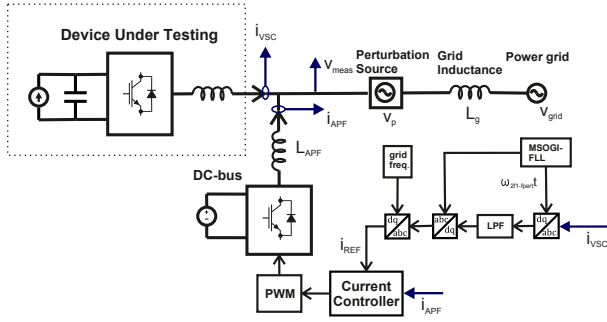 Device Under Testing
i_VSC
v_meas
Perturbation
Source
v_p
Grid
Inductance
L_g
Power grid
v_grid
i_APF
L_APF
DC-bus
grid
freq.
MSOGI-
FLL
ω_2f1-fpert t
dq
abc
abc
dq
LPF
dq
abc
i_VSC
i_REF
PWM
Current
Controller
i_APF